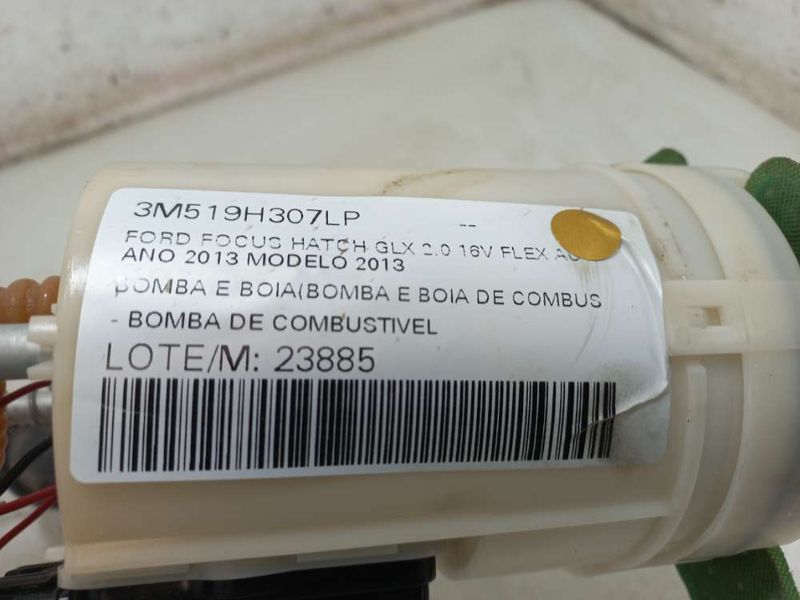 3M519H307LP --
FORD FOCUS HATCH GLX 2.0 16V FLEX AU
ANO 2013 MODELO 2013
BOMBA E BOIA(BOMBA E BOIA DE COMBUS
- BOMBA DE COMBUSTIVEL
LOTE/M: 23885